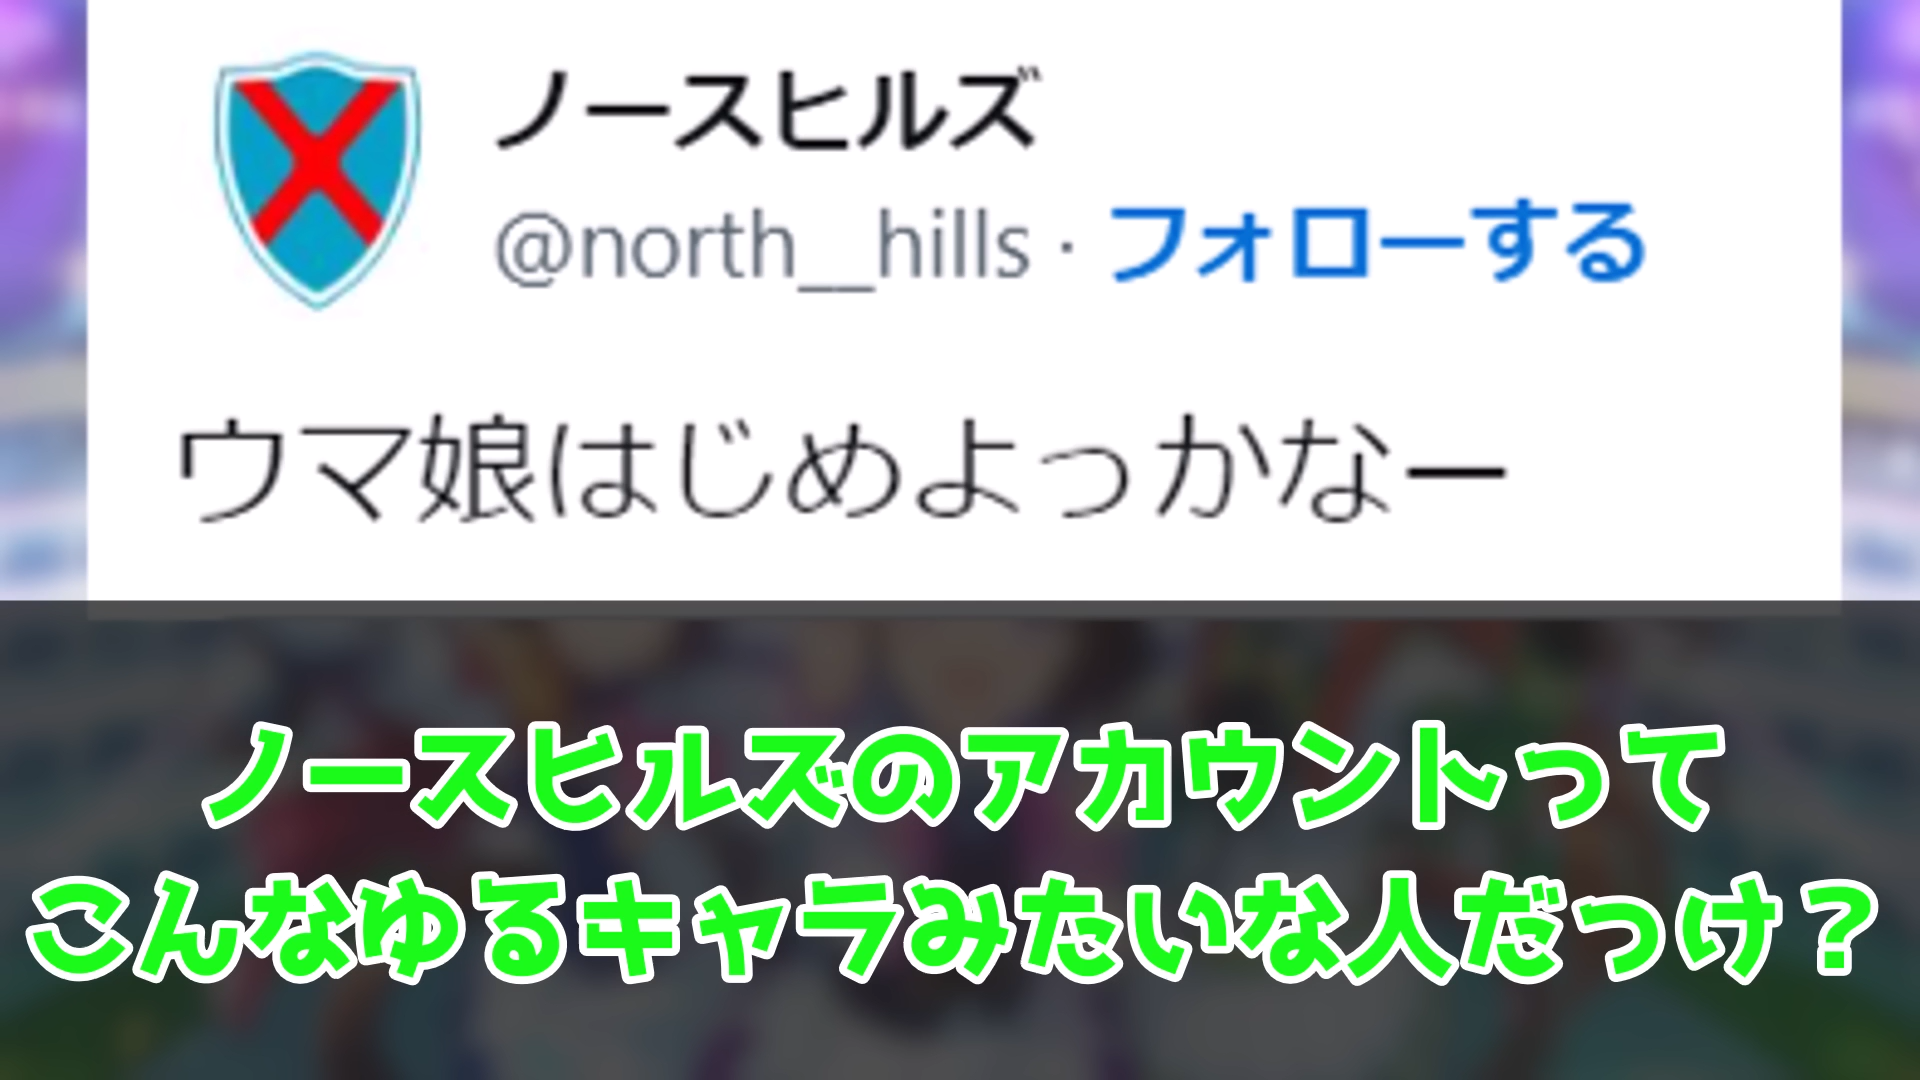 ノースヒルズ
@north__hills · フォローする
ウマ娘はじめよっかなー
ノースヒルズのアカウントって
こんなゆるキャラみたいな人だっけ？